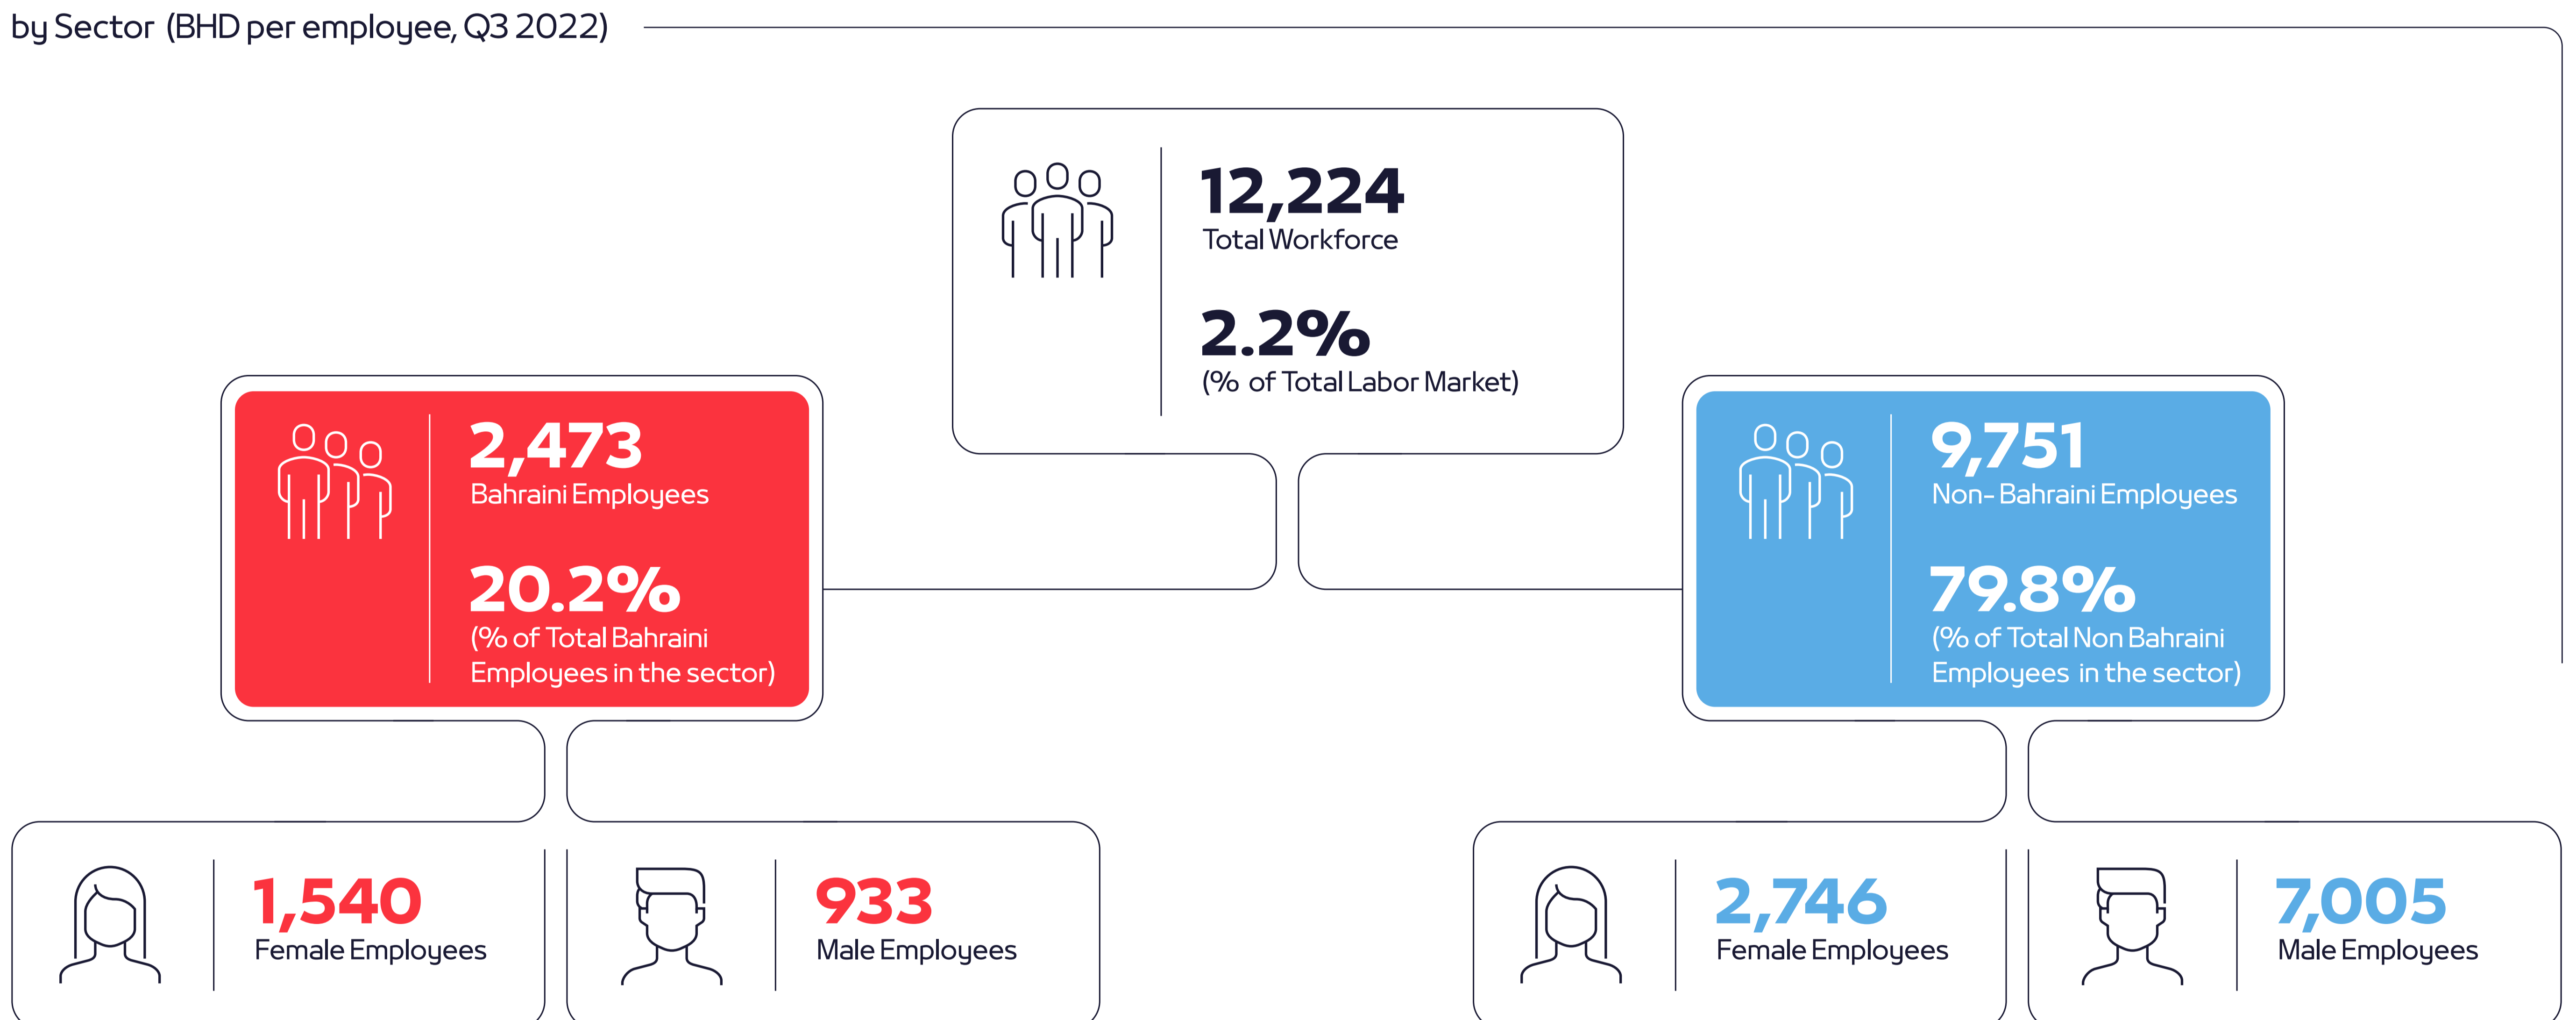 by Sector (BHD per employee, Q3 2022)
12,224
Total Workforce
2.2%
(% of Total Labor Market)
2,473
Bahraini Employees
20.2%
(% of Total Bahraini
Employees in the sector)
9,751
Non- Bahraini Employees
79.8%
(% of Total Non Bahraini
Employees in the sector)
1,540
Female Employees
933
Male Employees
2,746
Female Employees
7,005
Male Employees